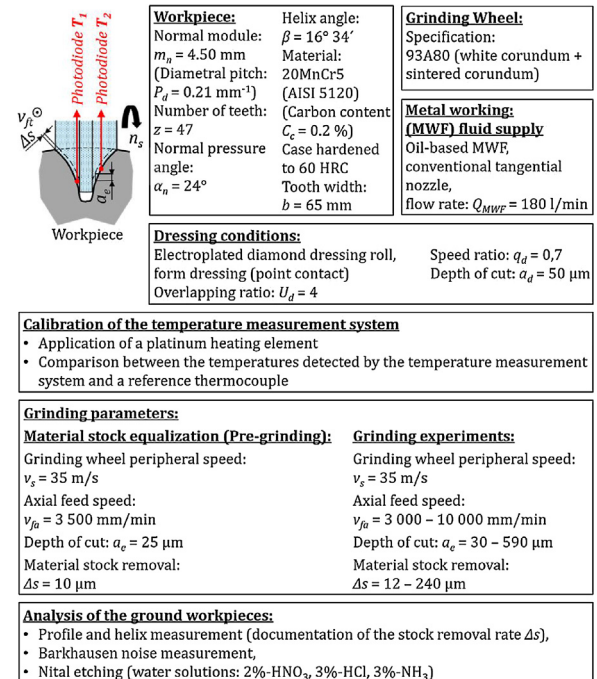 Photodiode T1
Photodiode T2
vft
Δs
ns
ae
Workpiece
Workpiece:
Normal module:
mn = 4.50 mm
(Diametral pitch:
Pd = 0.21 mm⁻¹)
Number of teeth:
z = 47
Normal pressure
angle:
αn = 24°
Helix angle:
β = 16° 34′
Material:
20MnCr5
(AISI 5120)
(Carbon content
Cc = 0.2 %)
Case hardened
to 60 HRC
Tooth width:
b = 65 mm
Grinding Wheel:
Specification:
93A80 (white corundum +
sintered corundum)
Metal working:
(MWF) fluid supply
Oil-based MWF,
conventional tangential
nozzle,
flow rate: QMWF = 180 l/min
Dressing conditions:
Electroplated diamond dressing roll,
form dressing (point contact)
Overlapping ratio: Ud = 4
Speed ratio: qd = 0,7
Depth of cut: ad = 50 µm
Calibration of the temperature measurement system
• Application of a platinum heating element
• Comparison between the temperatures detected by the temperature measurement
system and a reference thermocouple
Grinding parameters:
Material stock equalization (Pre-grinding):
Grinding wheel peripheral speed:
vs = 35 m/s
Axial feed speed:
vfa = 3 500 mm/min
Depth of cut: ae = 25 µm
Material stock removal:
Δs = 10 µm
Grinding experiments:
Grinding wheel peripheral speed:
vs = 35 m/s
Axial feed speed:
vfa = 3 000 – 10 000 mm/min
Depth of cut: ae = 30 – 590 µm
Material stock removal:
Δs = 12 – 240 µm
Analysis of the ground workpieces:
• Profile and helix measurement (documentation of the stock removal rate Δs),
• Barkhausen noise measurement,
• Nital etching (water solutions: 2%-HNO3, 3%-HCl, 3%-NH3)